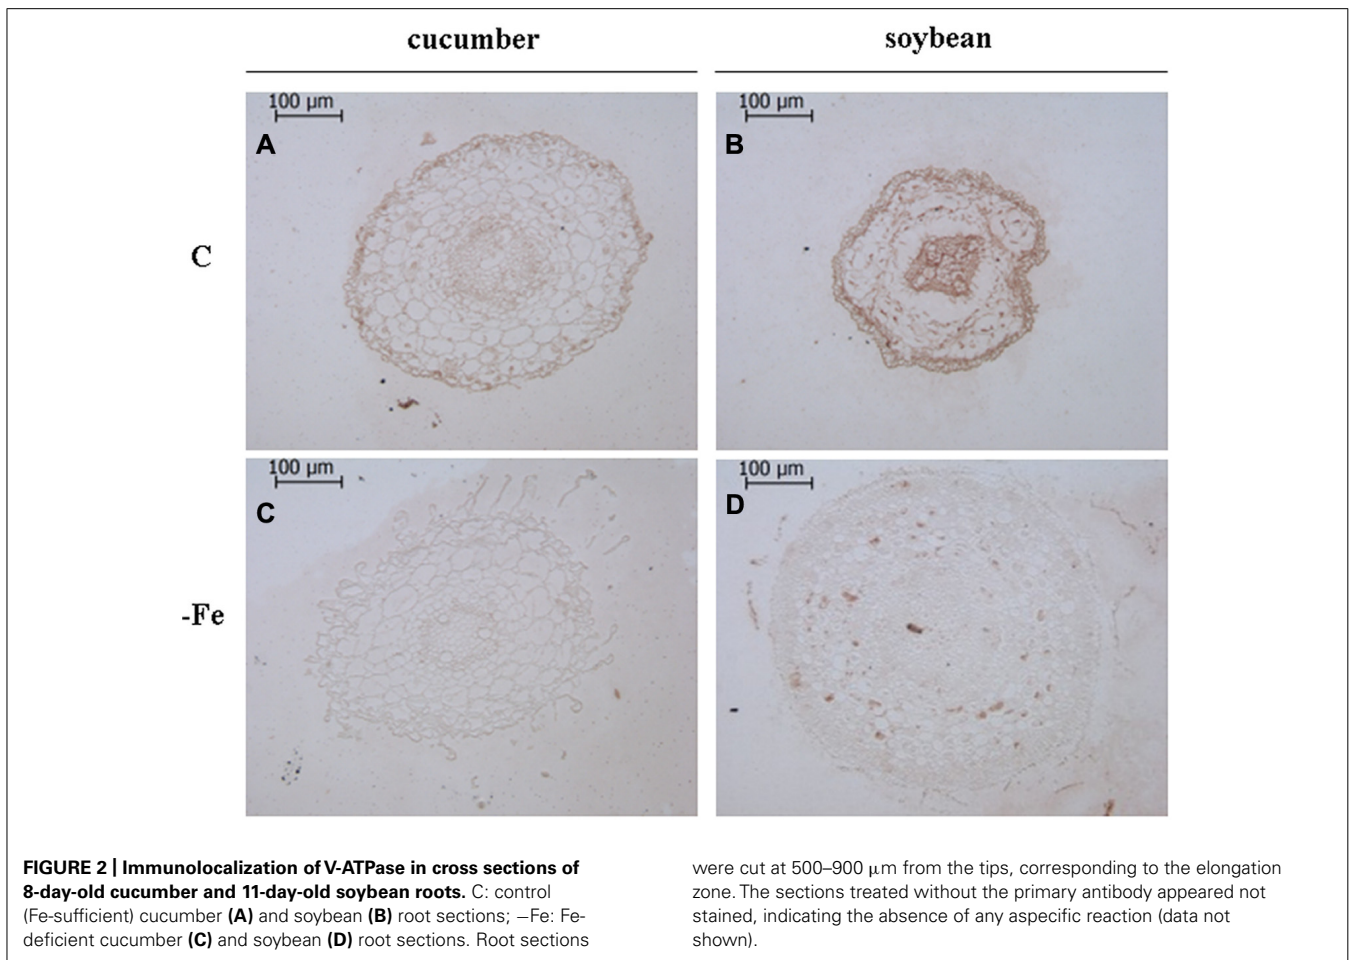 cucumber
soybean
100 µm
A
100 µm
B
C
100 µm
C
100 µm
D
-Fe
FIGURE 2 | Immunolocalization of V-ATPase in cross sections of
8-day-old cucumber and 11-day-old soybean roots. C: control
(Fe-sufficient) cucumber (A) and soybean (B) root sections; −Fe: Fe-
deficient cucumber (C) and soybean (D) root sections. Root sections
were cut at 500–900 µm from the tips, corresponding to the elongation
zone. The sections treated without the primary antibody appeared not
stained, indicating the absence of any aspecific reaction (data not
shown).